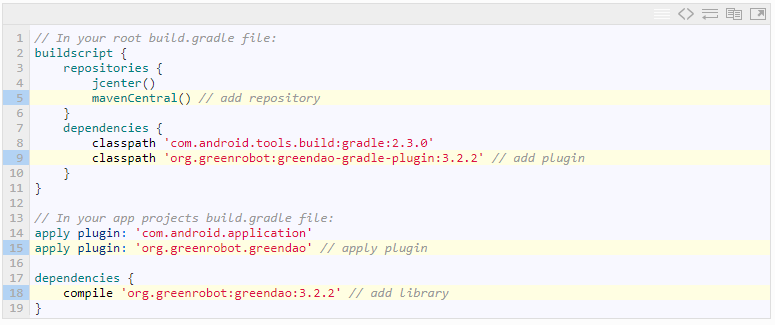 1 // In your root build.gradle file:
2 buildscript {
3     repositories {
4         jcenter()
5         mavenCentral() // add repository
6     }
7     dependencies {
8         classpath 'com.android.tools.build:gradle:2.3.0'
9         classpath 'org.greenrobot:greendao-gradle-plugin:3.2.2' // add plugin
10     }
11 }
12
13 // In your app projects build.gradle file:
14 apply plugin: 'com.android.application'
15 apply plugin: 'org.greenrobot.greendao' // apply plugin
16
17 dependencies {
18     compile 'org.greenrobot:greendao:3.2.2' // add library
19 }